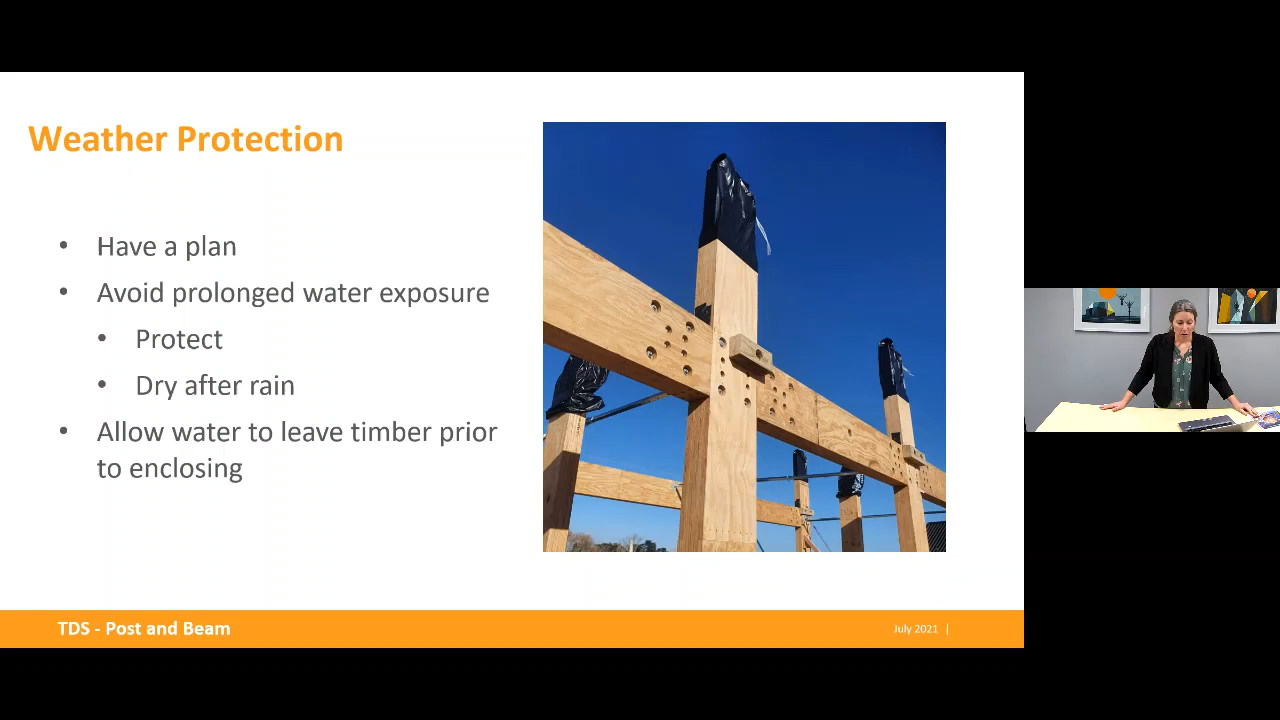 Weather Protection
• Have a plan
• Avoid prolonged water exposure
• Protect
• Dry after rain
• Allow water to leave timber prior
to enclosing
TDS - Post and Beam
July 2021 |